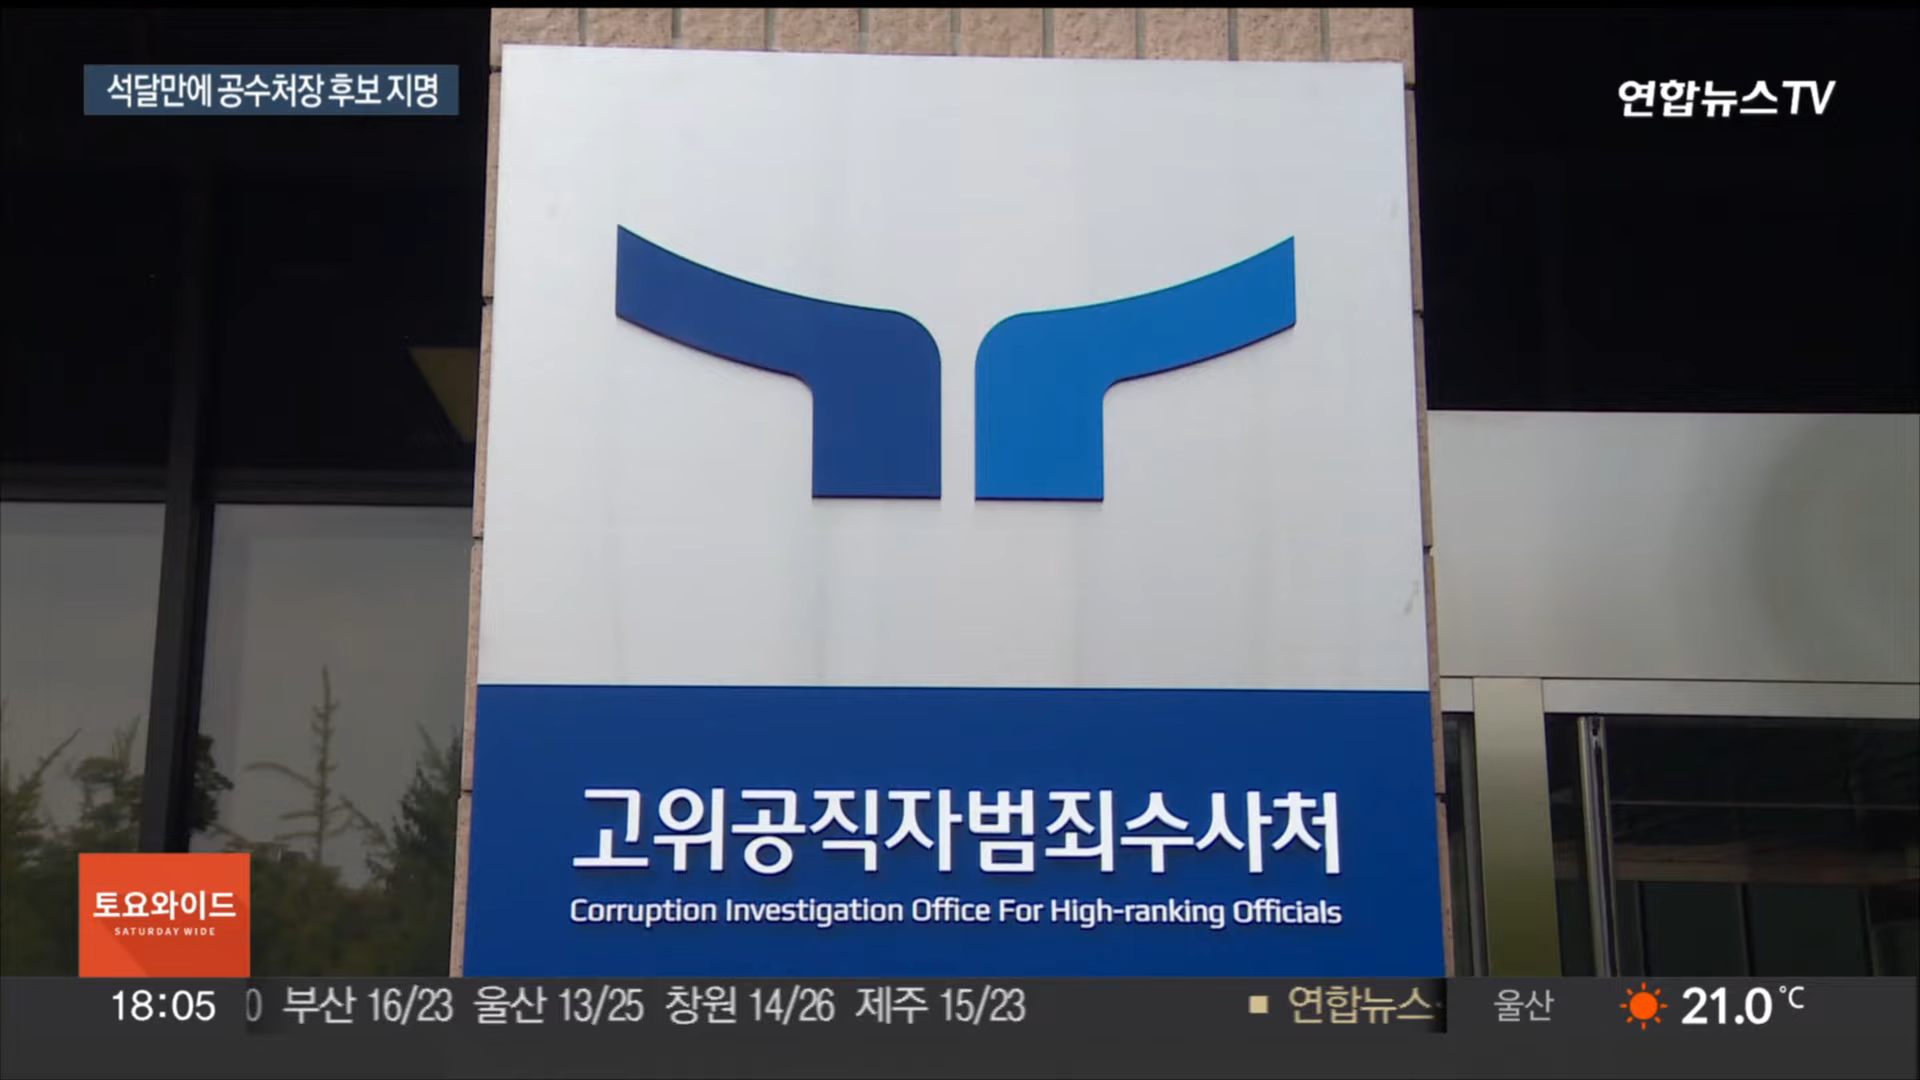 석달만에 공수처장 후보 지명
연합뉴스TV
고위공직자범죄수사처
Corruption Investigation Office For High-ranking Officials
토요와이드
SATURDAY WIDE
18:05 부산 16/23 울산 13/25 창원 14/26 제주 15/23 ■ 연합뉴스 울산 21.0℃